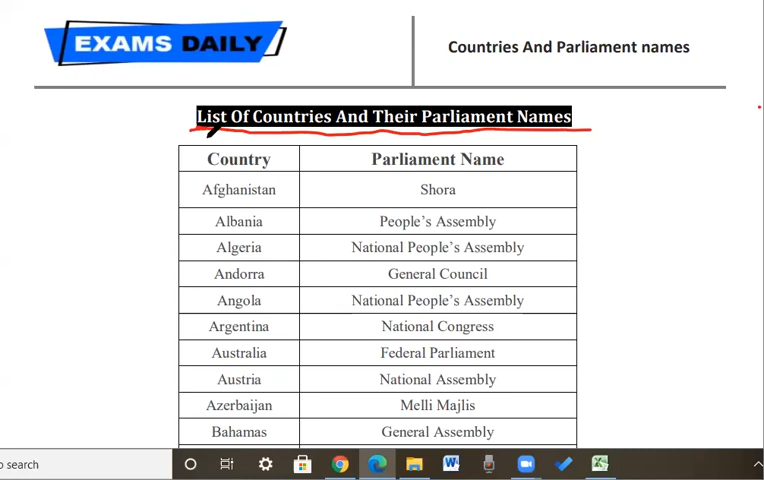 EXAMS DAILY
Countries And Parliament names
List Of Countries And Their Parliament Names
Country Parliament Name
Afghanistan Shora
Albania People's Assembly
Algeria National People's Assembly
Andorra General Council
Angola National People's Assembly
Argentina National Congress
Australia Federal Parliament
Austria National Assembly
Azerbaijan Melli Majlis
Bahamas General Assembly
o search